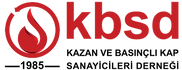 kbsd
KAZAN VE BASINÇLI KAP
1985 SANAYİCİLERİ DERNEĞİ